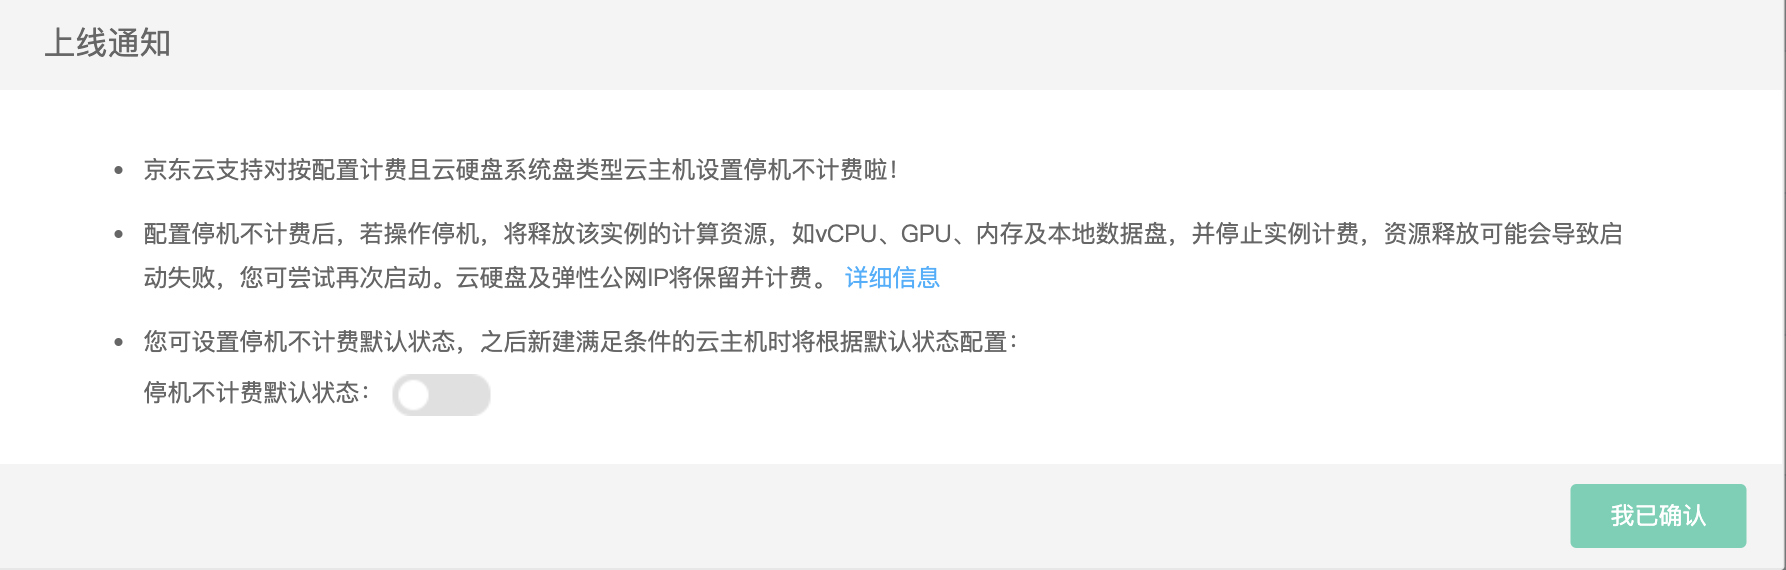 上线通知
京东云支持对按配置计费且云硬盘系统盘类型云主机设置停机不计费啦！
配置停机不计费后，若操作停机，将释放该实例的计算资源，如vCPU、GPU、内存及本地数据盘，并停止实例计费，资源释放可能会导致启
动失败，您可尝试再次启动。云硬盘及弹性公网IP将保留并计费。 详细信息
您可设置停机不计费默认状态，之后新建满足条件的云主机时将根据默认状态配置：
停机不计费默认状态：
我已确认